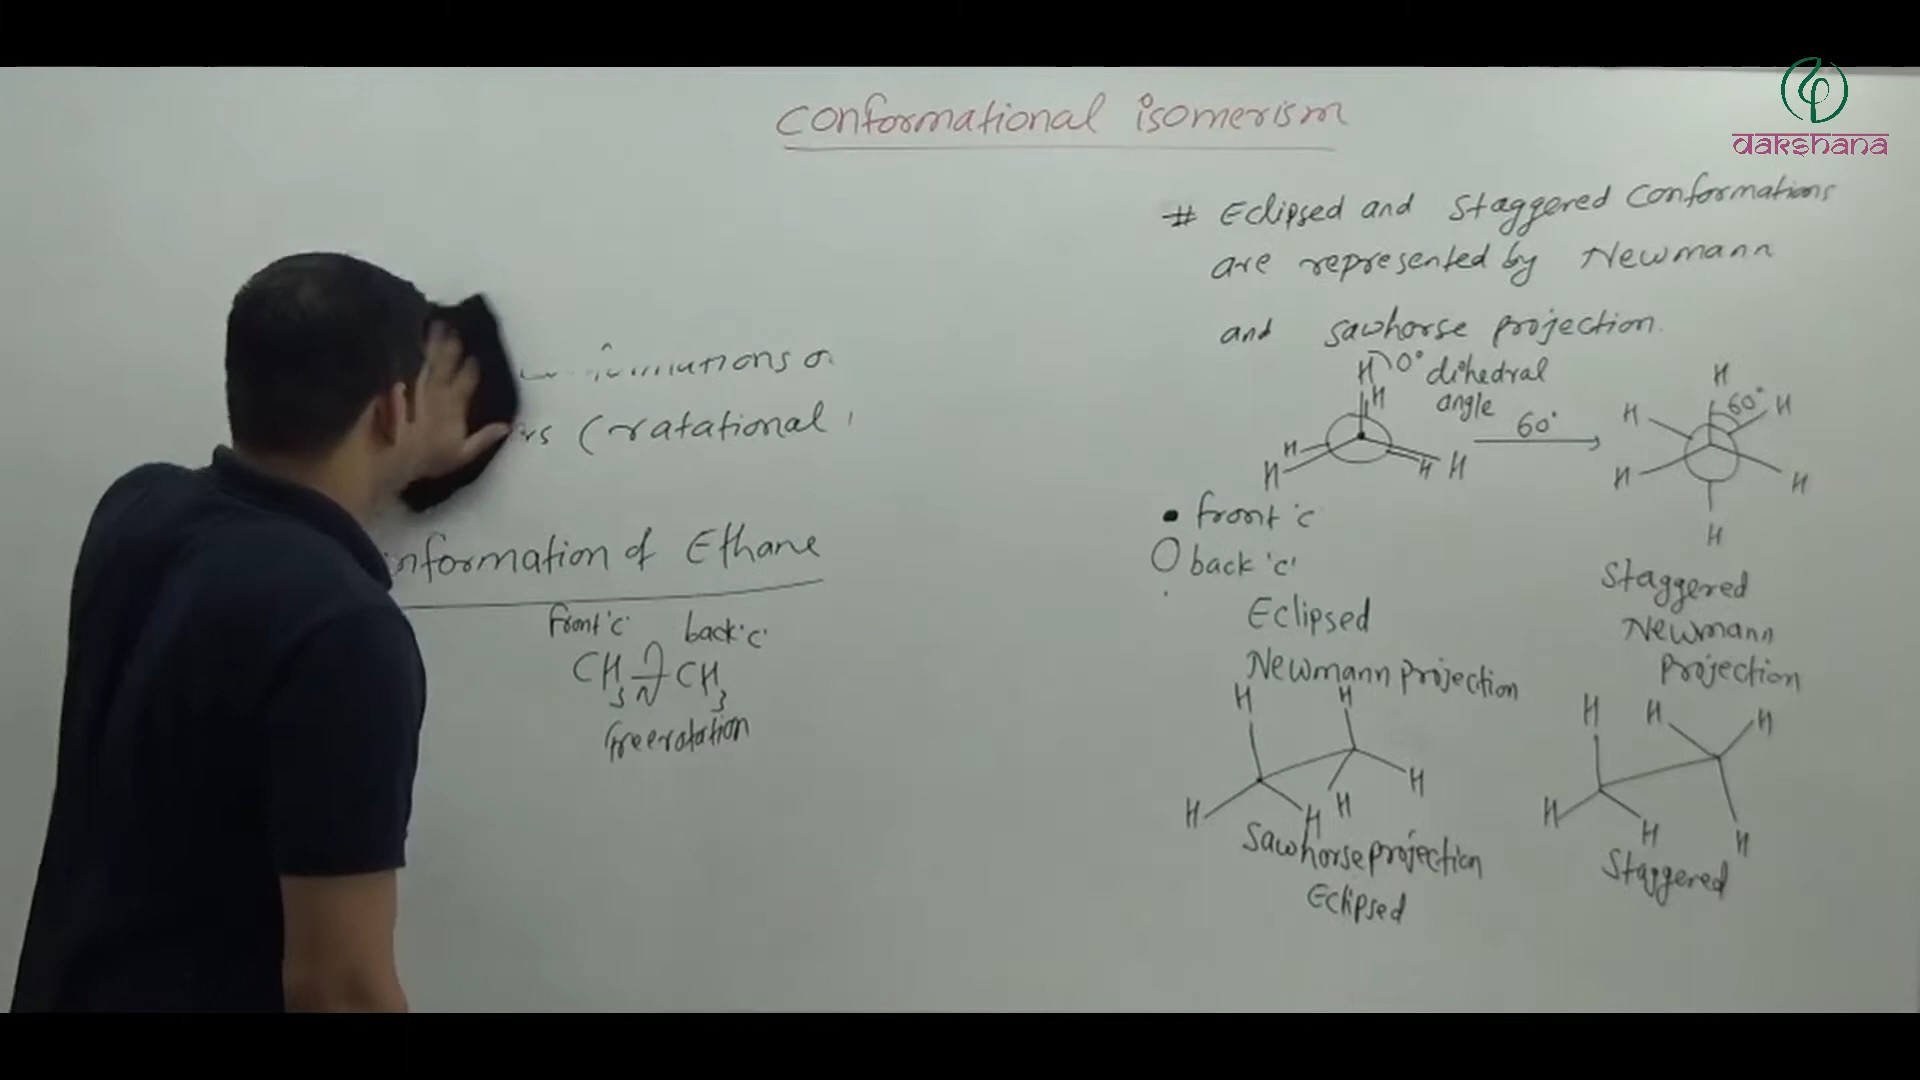 conformational isomerism
dakshana
# Eclipsed and Staggered Conformations
are represented by Newmann
and sawhorse projection.
(ratational
nformation of Ethane
front 'c'
back 'c'
CH3 CH3
free rotation
H 0° dihedral
angle
H
H
H
H H
60°
H
60°
H
H
H
H
H
• front 'c
O back 'c'
Eclipsed
Newmann projection
Staggered
Newmann
Projection
H
H
H
H
H
H
Sawhorse projection
Eclipsed
H
H
H
H
H
H
Staggered